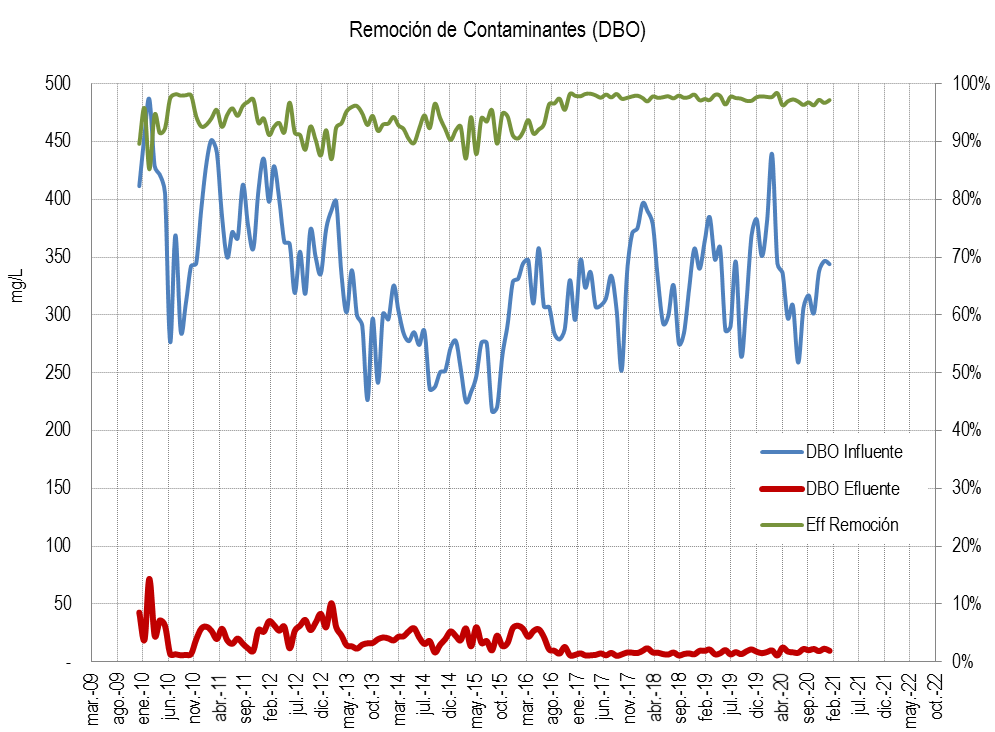 Remoción de Contaminantes (DBO)
500
450
400
350
300
250
200
150
100
50
-
mg/L
100%
90%
80%
70%
60%
50%
40%
30%
20%
10%
0%
DBO Influente
DBO Efluente
Eff Remoción
mar.-09
ago.-09
ene.-10
jun.-10
nov.-10
abr.-11
sep.-11
feb.-12
jul.-12
dic.-12
may.-13
oct.-13
mar.-14
ago.-14
dic.-14
may.-15
oct.-15
mar.-16
ago.-16
ene.-17
jun.-17
nov.-17
abr.-18
sep.-18
feb.-19
jul.-19
dic.-19
abr.-20
sep.-20
feb.-21
jul.-21
dic.-21
may.-22
oct.-22